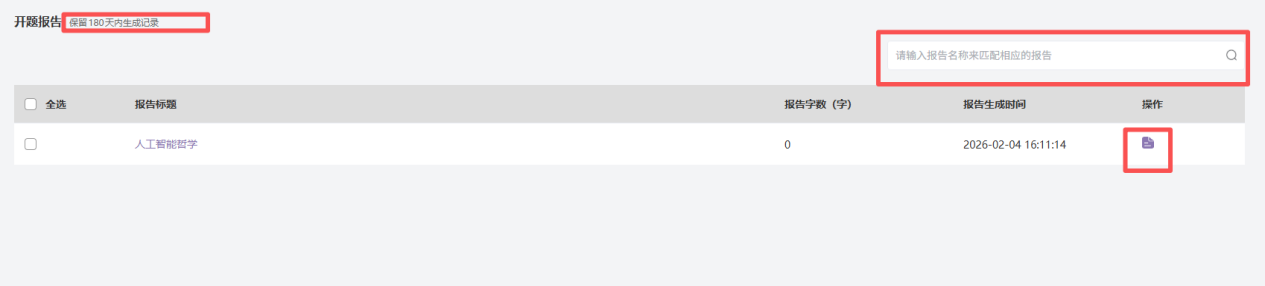 开题报告 保留180天内生成记录
请输入报告名称来匹配相应的报告
全选 报告标题 报告字数（字） 报告生成时间 操作
人工智能哲学 0 2026-02-04 16:11:14